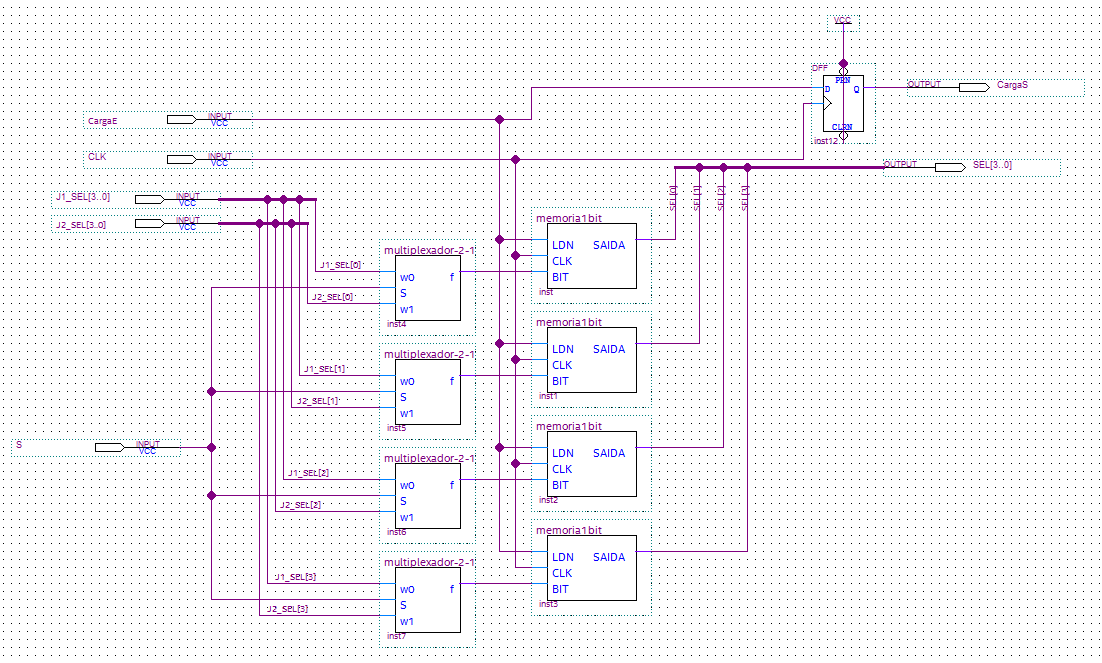 VCC
DFF
PRN
D
Q
CLRN
inst12
OUTPUT
CargaS
CargaE
INPUT
VCC
CLK
INPUT
VCC
OUTPUT
SEL[3..0]
J1_SEL[3..0]
INPUT
VCC
J2_SEL[3..0]
INPUT
VCC
SEL[0]
SEL[1]
SEL[2]
SEL[3]
memoria1bit
LDN
SAIDA
CLK
BIT
inst
multiplexador-2-1
J1_SEL[0]
w0
f
S
J2_SEL[0]
w1
inst4
memoria1bit
LDN
SAIDA
CLK
BIT
inst1
multiplexador-2-1
J1_SEL[1]
w0
f
S
J2_SEL[1]
w1
inst5
memoria1bit
LDN
SAIDA
CLK
BIT
inst2
S
INPUT
VCC
multiplexador-2-1
J1_SEL[2]
w0
f
S
J2_SEL[2]
w1
inst6
memoria1bit
LDN
SAIDA
CLK
BIT
inst3
multiplexador-2-1
J1_SEL[3]
w0
f
S
J2_SEL[3]
w1
inst7